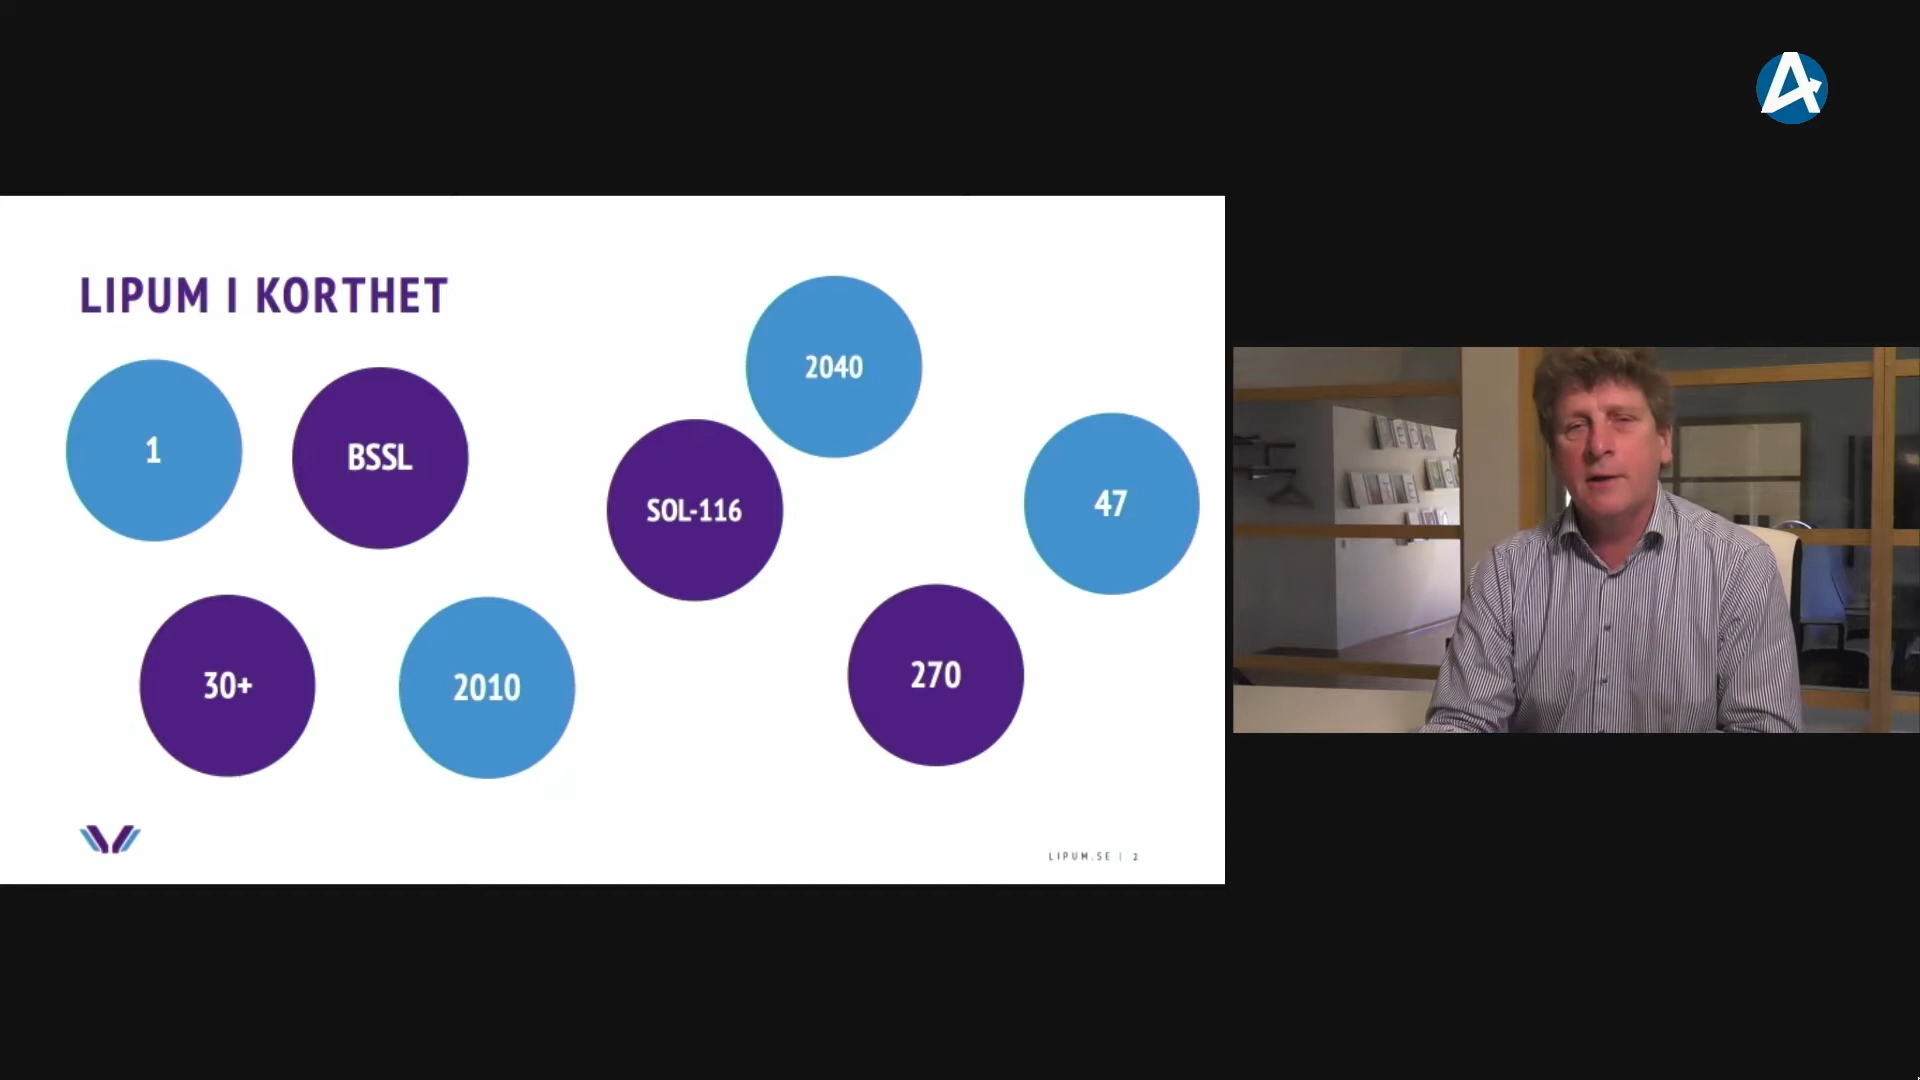 LIPUM I KORTHET
2040
1
BSSL
SOL-116
47
30+
2010
270
LIPUM.SE | 2